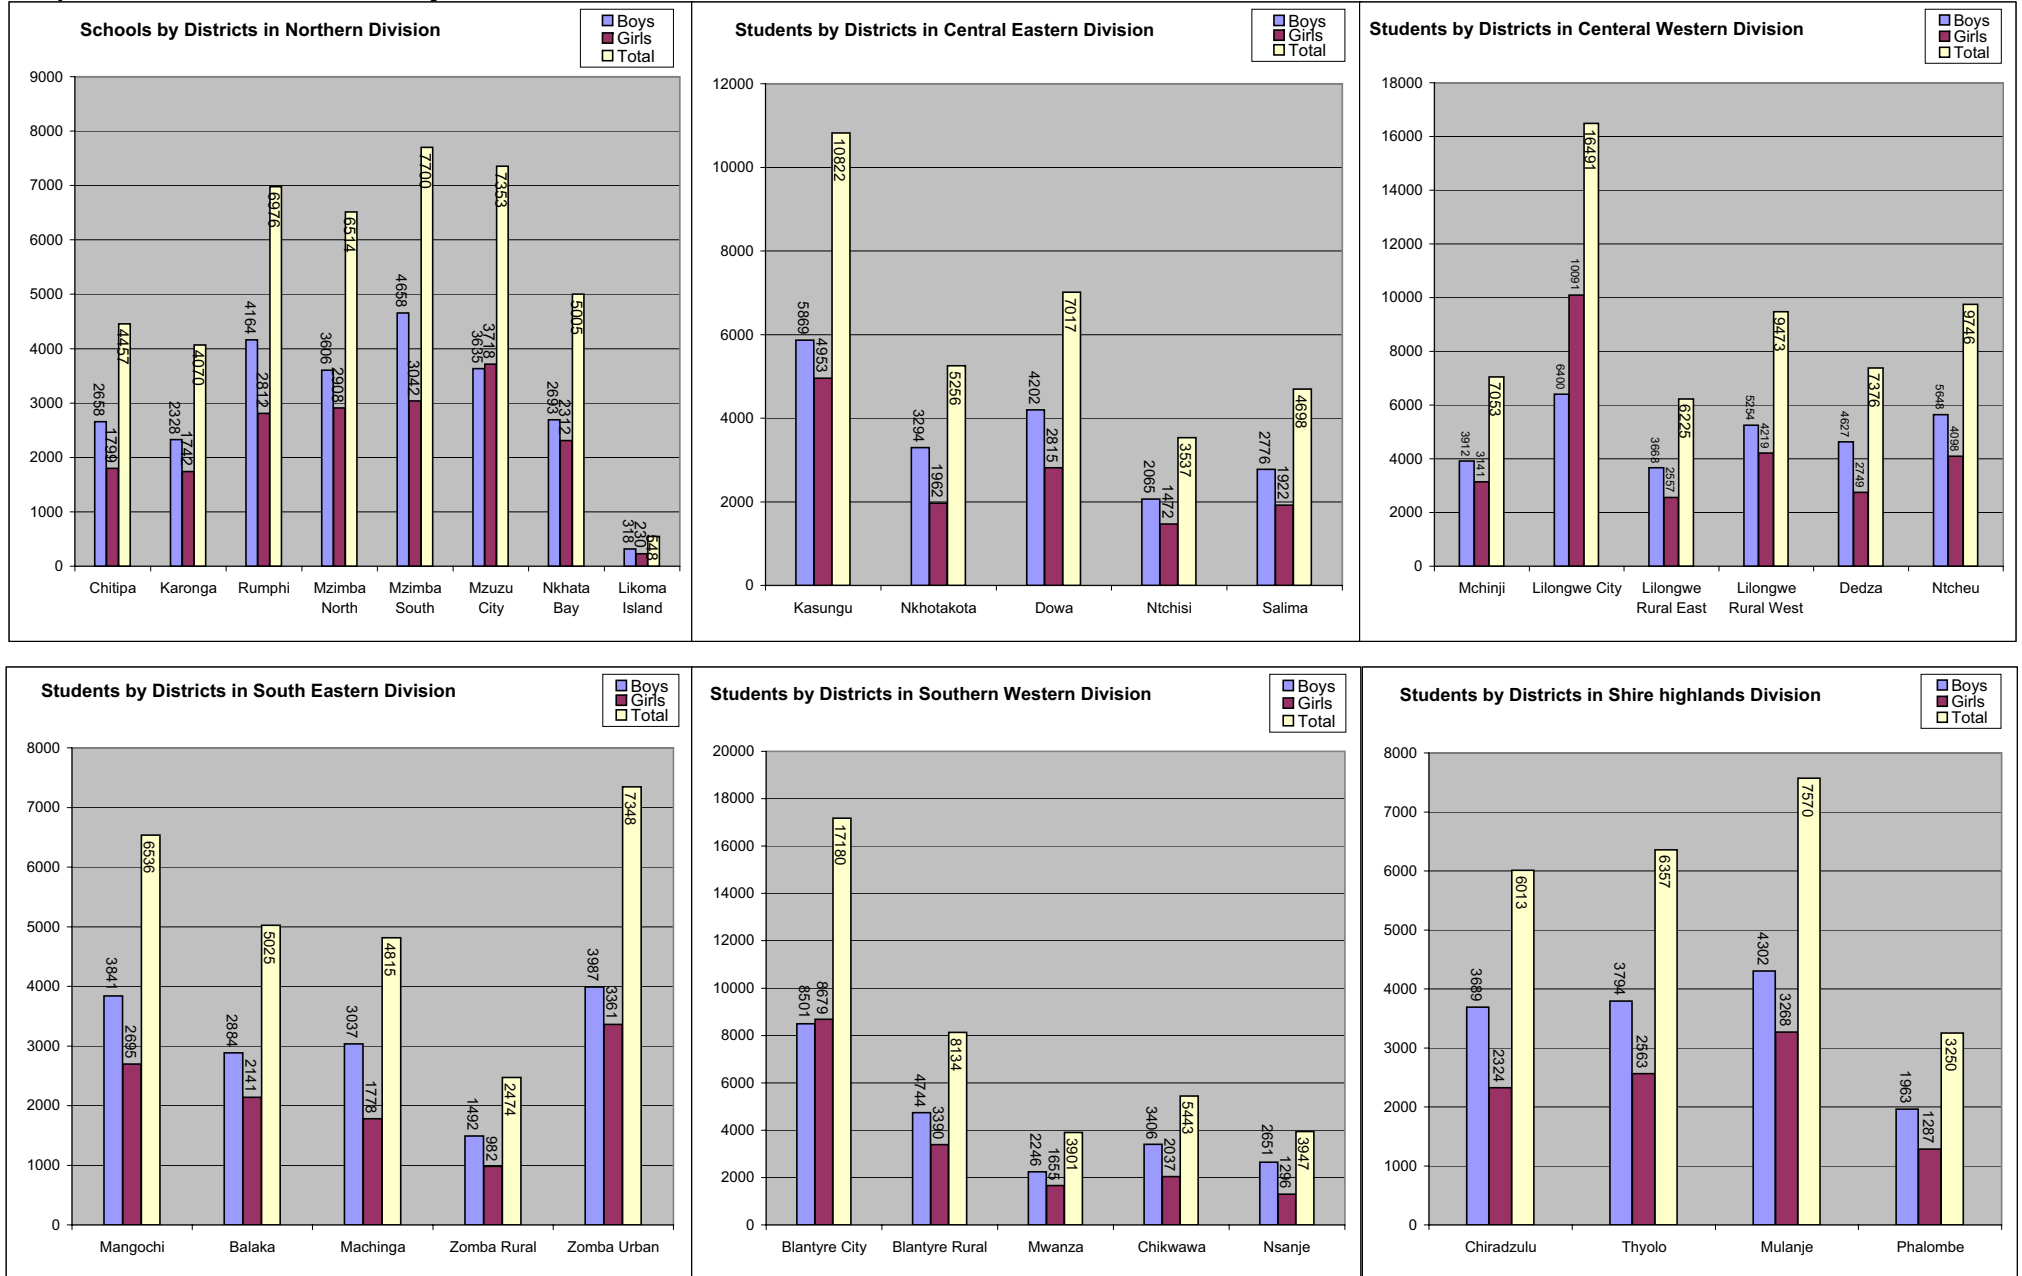 Schools by Districts in Northern Division
Boys
Girls
Total
9000
8000
7000
6000
5000
4000
3000
2000
1000
0
2658
1799
4457
2328
1742
4070
4164
2812
6976
3606
2908
6514
4658
3042
7700
3635
3718
7353
2693
2312
5005
318
230
548
Chitipa
Karonga
Rumphi
Mzimba
North
Mzimba
South
Mzuzu
City
Nkhata
Bay
Likoma
Island
Students by Districts in Central Eastern Division
Boys
Girls
Total
12000
10000
8000
6000
4000
2000
0
5869
4953
10822
3294
1962
5256
4202
2815
7017
2065
1472
3537
2776
1922
4698
Kasungu
Nkhotakota
Dowa
Ntchisi
Salima
Students by Districts in Centeral Western Division
Boys
Girls
Total
18000
16000
14000
12000
10000
8000
6000
4000
2000
0
3912
3141
7053
6400
10091
16491
3668
2557
6225
5254
4219
9473
4627
2749
7376
5648
4098
9746
Mchinji
Lilongwe City
Lilongwe
Rural East
Lilongwe
Rural West
Dedza
Ntcheu
Students by Districts in South Eastern Division
Boys
Girls
Total
8000
7000
6000
5000
4000
3000
2000
1000
0
3841
2695
6536
2884
2141
5025
3037
1778
4815
1492
982
2474
3987
3361
7348
Mangochi
Balaka
Machinga
Zomba Rural
Zomba Urban
Students by Districts in Southern Western Division
Boys
Girls
Total
20000
18000
16000
14000
12000
10000
8000
6000
4000
2000
0
8501
8679
17180
4744
3390
8134
2246
1655
3901
3406
2037
5443
2651
1296
3947
Blantyre City
Blantyre Rural
Mwanza
Chikwawa
Nsanje
Students by Districts in Shire highlands Division
Boys
Girls
Total
8000
7000
6000
5000
4000
3000
2000
1000
0
3689
2324
6013
3794
2563
6357
4302
3268
7570
1963
1287
3250
Chiradzulu
Thyolo
Mulanje
Phalombe